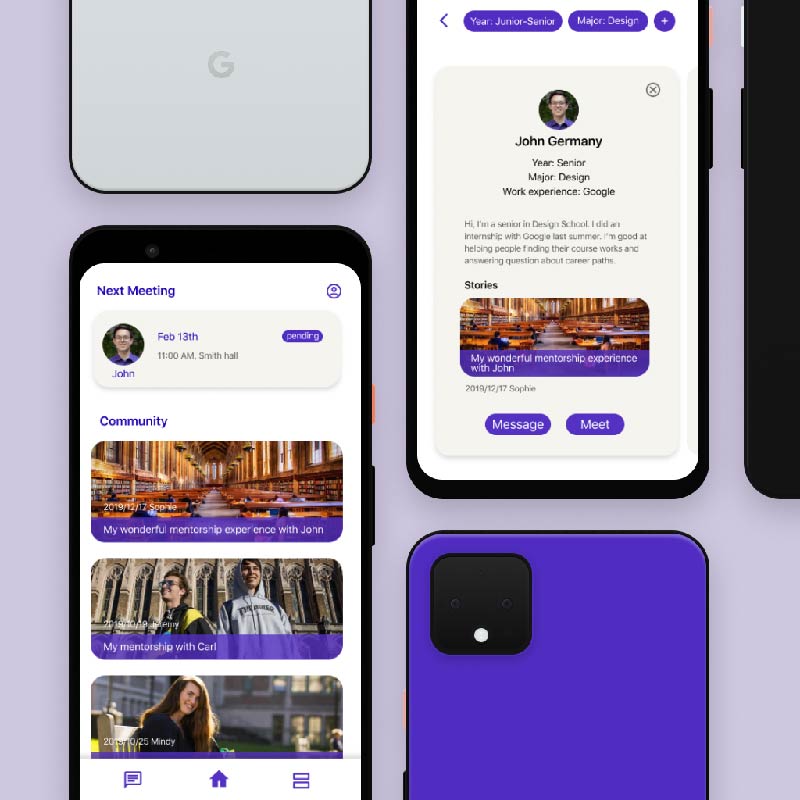 G
Next Meeting
Feb 13th
pending
11:00 AM, Smith hall
John
Community
2019/12/17 Sophie
My wonderful mentorship experience with John
2019/10/19 Jeremy
My mentorship with Carl
2019/10/25 Mindy
Year: Junior-Senior
Major: Design
+
John Germany
Year: Senior
Major: Design
Work experience: Google
Hi, I'm a senior in Design School. I did an
internship with Google last summer. I'm good at
helping people finding their course works and
answering question about career paths.
Stories
My wonderful mentorship experience
with John
2019/12/17 Sophie
Message
Meet